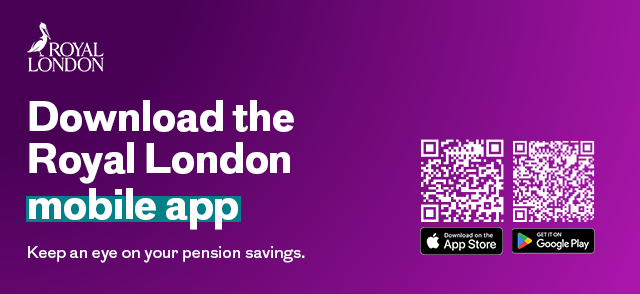 ROYAL
LONDON
Download the
Royal London
mobile app
Keep an eye on your pension savings.
Download on the
App Store
GET IT ON
Google Play